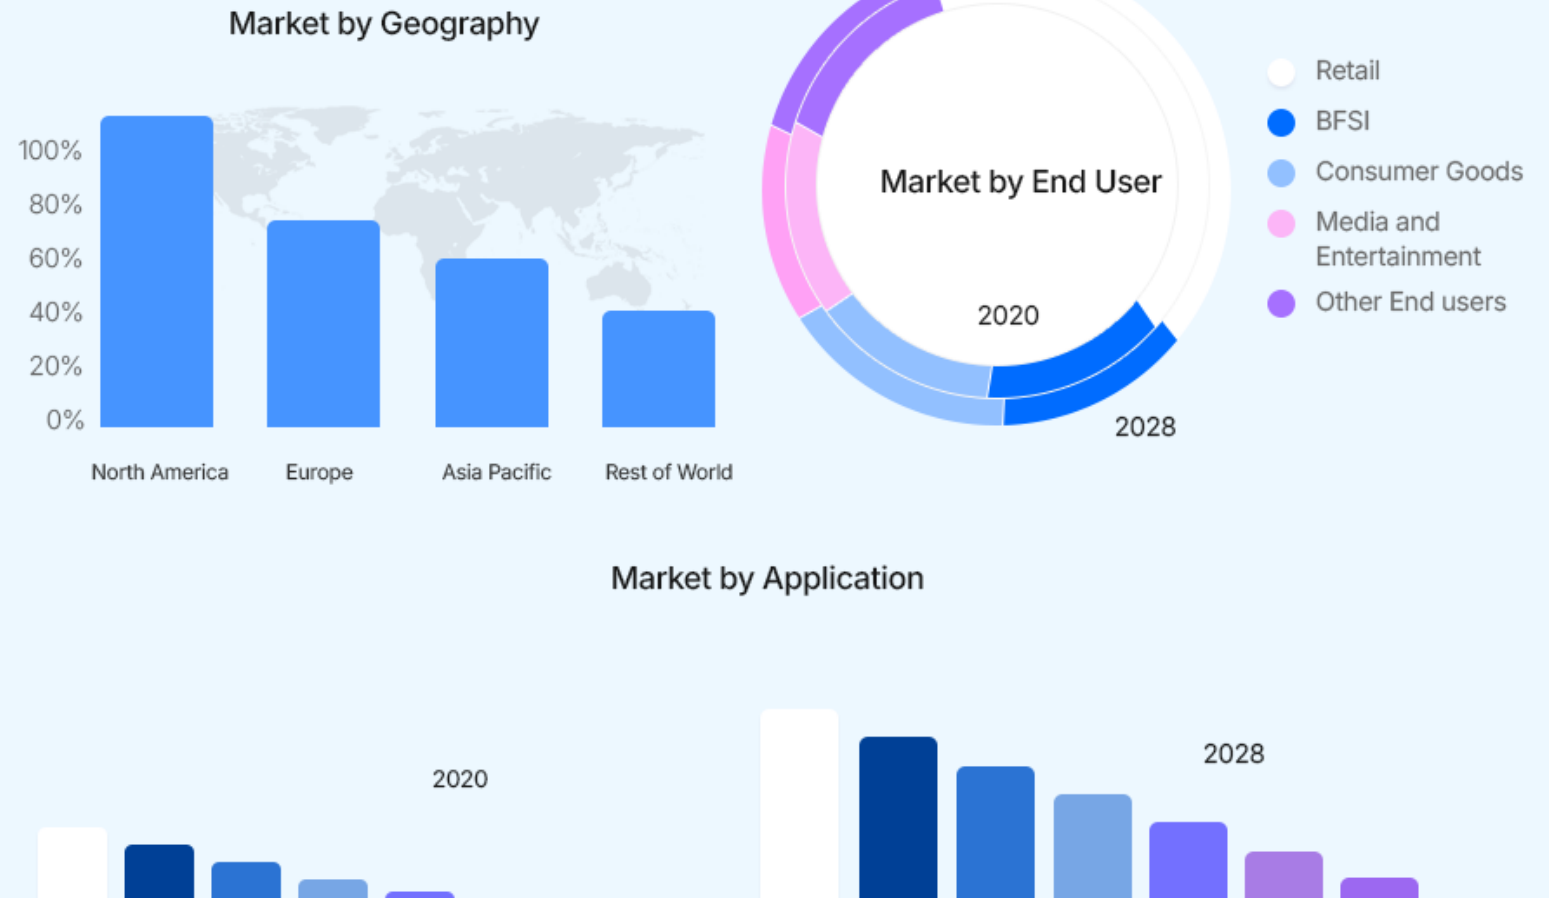 Market by Geography
100%
80%
60%
40%
20%
0%
North America
Europe
Asia Pacific
Rest of World
Market by End User
2020
2028
Retail
BFSI
Consumer Goods
Media and
Entertainment
Other End users
Market by Application
2020
2028